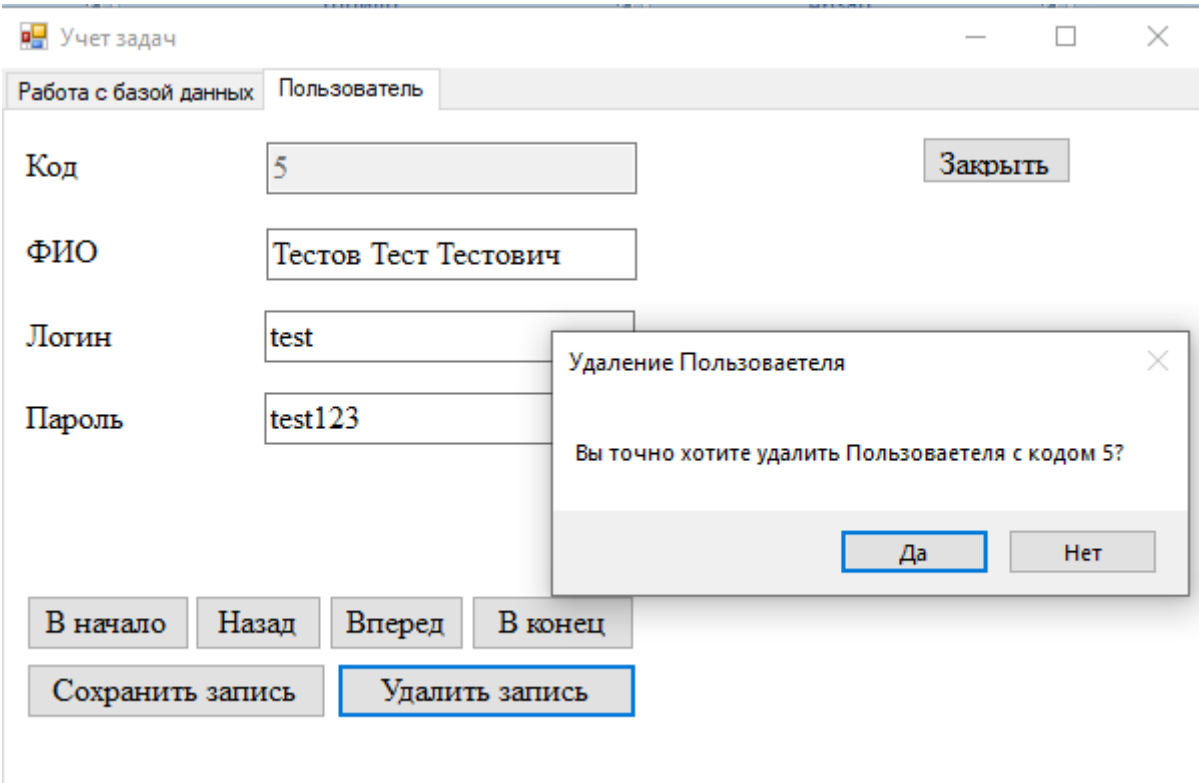 Учет задач
Работа с базой данных Пользователь
Код 5 Закрыть
ФИО Тестов Тест Тестович
Логин test
Удаление Пользоваетеля
Пароль test123
Вы точно хотите удалить Пользоваетеля с кодом 5?
Да Нет
В начало Назад Вперед В конец
Сохранить запись Удалить запись